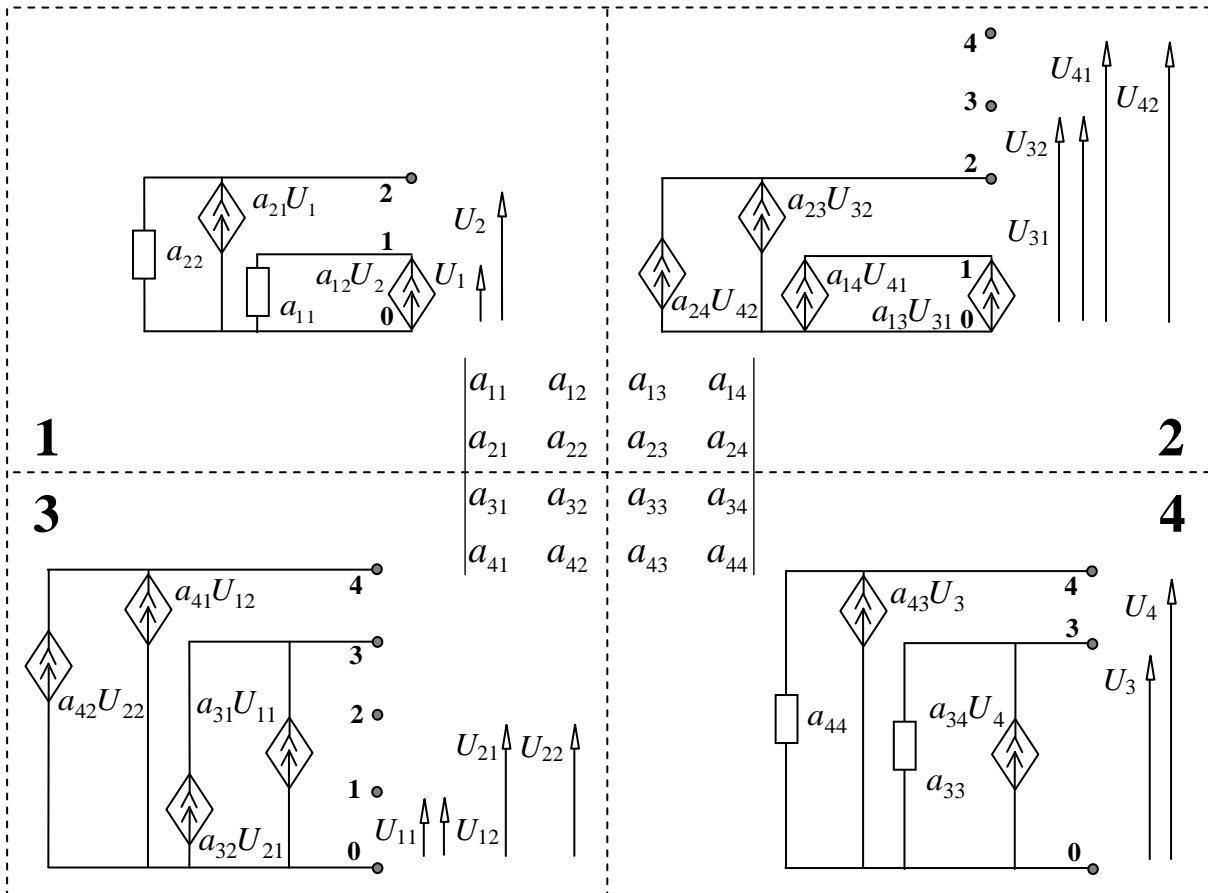 2
a₂₁U₁
a₂₂
1
a₁₂U₂
a₁₁
0
U₁
U₂
1
4
3
2
a₂₃U₃₂
a₂₄U₄₂
a₁₄U₄₁
a₁₃U₃₁
1
0
U₃₂
U₃₁
U₄₁
U₄₂
2
a₁₁ a₁₂ a₁₃ a₁₄
a₂₁ a₂₂ a₂₃ a₂₄
a₃₁ a₃₂ a₃₃ a₃₄
a₄₁ a₄₂ a₄₃ a₄₄
3
4
a₄₁U₁₂
3
a₄₂U₂₂
a₃₁U₁₁
2
1
a₃₂U₂₁
0
U₁₁
U₁₂
U₂₁
U₂₂
4
4
a₄₃U₃
3
a₄₄
a₃₄U₄
a₃₃
0
U₃
U₄